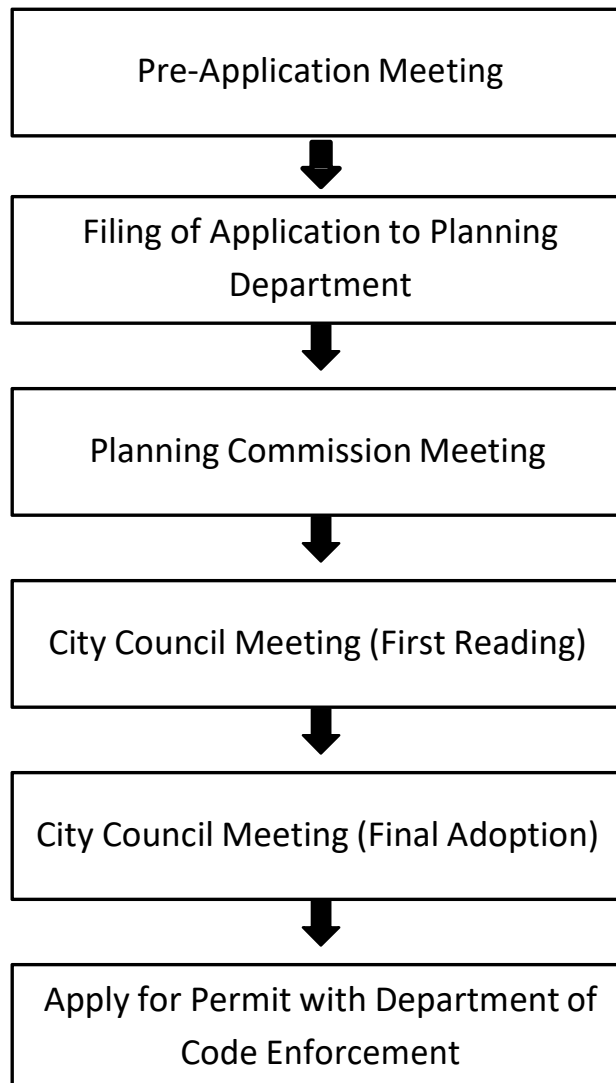 Pre-Application Meeting
Filing of Application to Planning
Department
Planning Commission Meeting
City Council Meeting (First Reading)
City Council Meeting (Final Adoption)
Apply for Permit with Department of
Code Enforcement